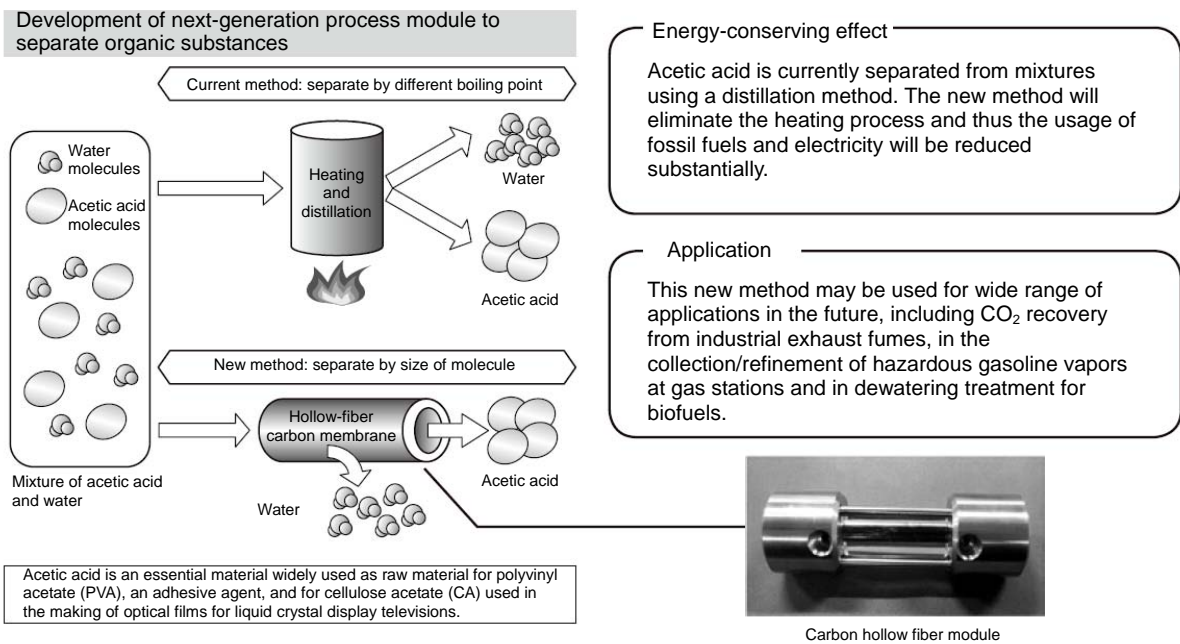 Development of next-generation process module to
separate organic substances
Current method: separate by different boiling point
Water
molecules
Acetic acid
molecules
Heating
and
distillation
Water
Acetic acid
New method: separate by size of molecule
Hollow-fiber
carbon membrane
Acetic acid
Water
Mixture of acetic acid
and water
Acetic acid is an essential material widely used as raw material for polyvinyl
acetate (PVA), an adhesive agent, and for cellulose acetate (CA) used in
the making of optical films for liquid crystal display televisions.
Energy-conserving effect
Acetic acid is currently separated from mixtures
using a distillation method. The new method will
eliminate the heating process and thus the usage of
fossil fuels and electricity will be reduced
substantially.
Application
This new method may be used for wide range of
applications in the future, including CO₂ recovery
from industrial exhaust fumes, in the
collection/refinement of hazardous gasoline vapors
at gas stations and in dewatering treatment for
biofuels.
Carbon hollow fiber module